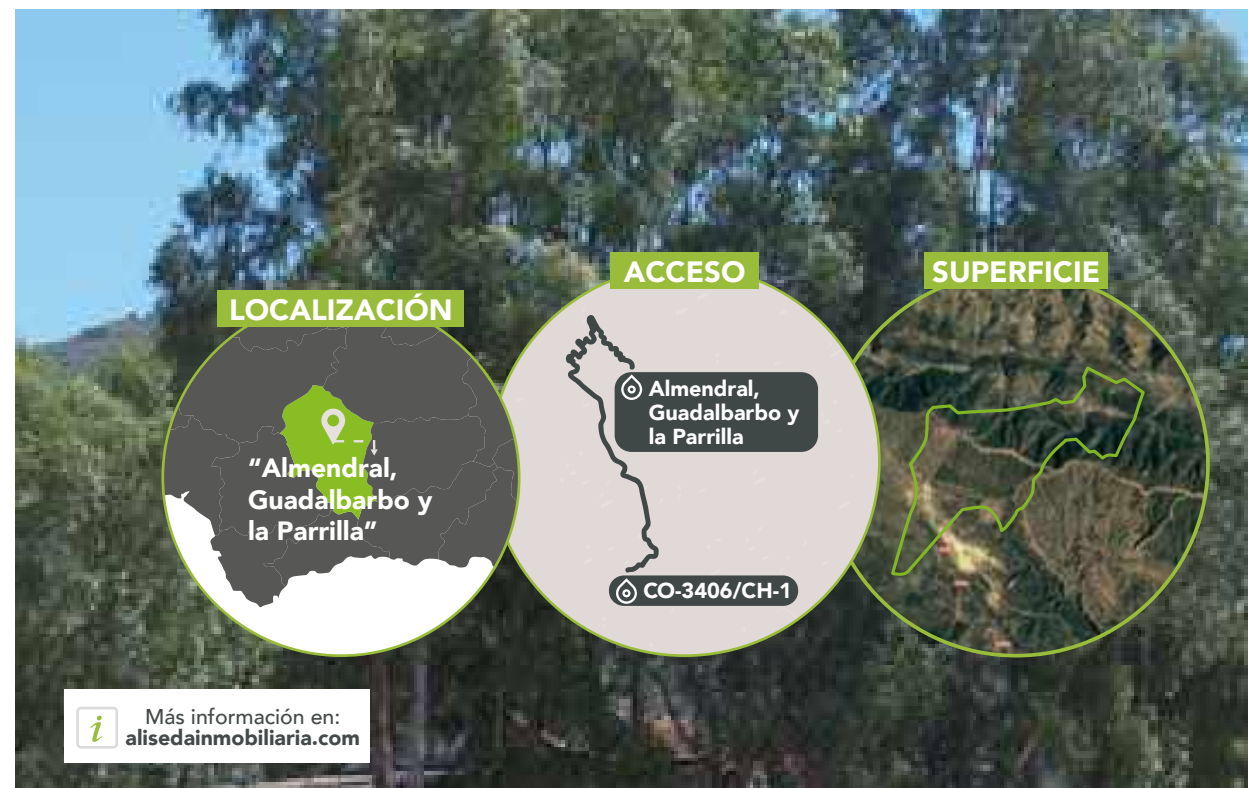 LOCALIZACIÓN
"Almendral,
Guadalbarbo y
la Parrilla"
ACCESO
Almendral,
Guadalbarbo y
la Parrilla
CO-3406/CH-1
SUPERFICIE
i
Más información en:
alisedainmobiliaria.com